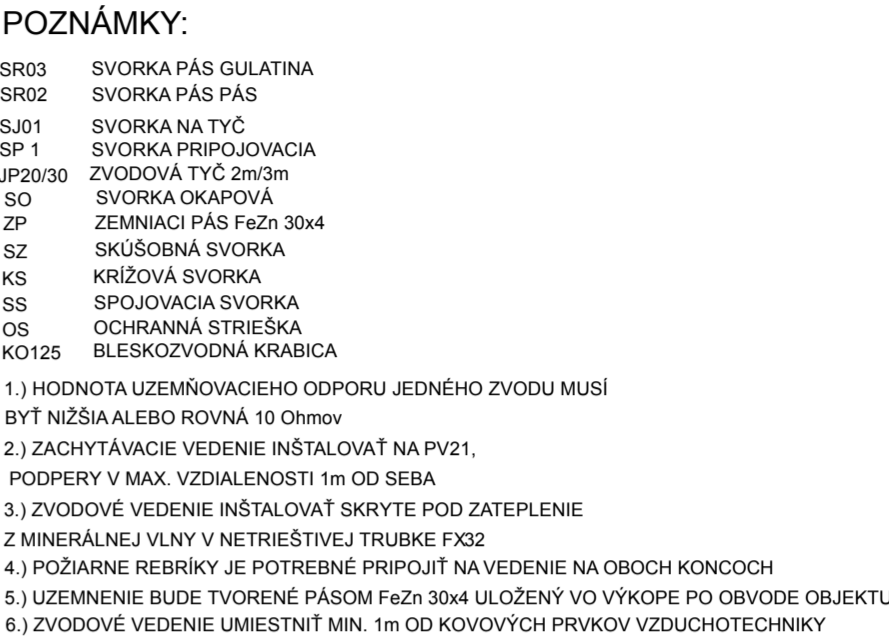 POZNÁMKY:
SR03 SVORKA PÁS GULATINA
SR02 SVORKA PÁS PÁS
SJ01 SVORKA NA TYČ
SP 1 SVORKA PRIPOJOVACIA
JP20/30 ZVODOVÁ TYČ 2m/3m
SO SVORKA OKAPOVÁ
ZP ZEMNIACI PÁS FeZn 30x4
SZ SKÚŠOBNÁ SVORKA
KS KRÍŽOVÁ SVORKA
SS SPOJOVACIA SVORKA
OS OCHRANNÁ STRIEŠKA
KO125 BLESKOZVODNÁ KRABICA
1.) HODNOTA UZEMŇOVACIEHO ODPORU JEDNÉHO ZVODU MUSÍ
BYŤ NIŽŠIA ALEBO ROVNÁ 10 Ohmov
2.) ZACHYTÁVACIE VEDENIE INŠTALOVAŤ NA PV21,
PODPERY V MAX. VZDIALENOSTI 1m OD SEBA
3.) ZVODOVÉ VEDENIE INŠTALOVAŤ SKRYTE POD ZATEPLENIE
Z MINERÁLNEJ VLNY V NETRIEŠTIVEJ TRUBKE FX32
4.) POŽIARNE REBRÍKY JE POTREBNÉ PRIPOJIŤ NA VEDENIE NA OBOCH KONCOCH
5.) UZEMNENIE BUDE TVORENÉ PÁSOM FeZn 30x4 ULOŽENÝ VO VÝKOPE PO OBVODE OBJEKTU
6.) ZVODOVÉ VEDENIE UMIESTNIŤ MIN. 1m OD KOVOVÝCH PRVKOV VZDUCHOTECHNIKY